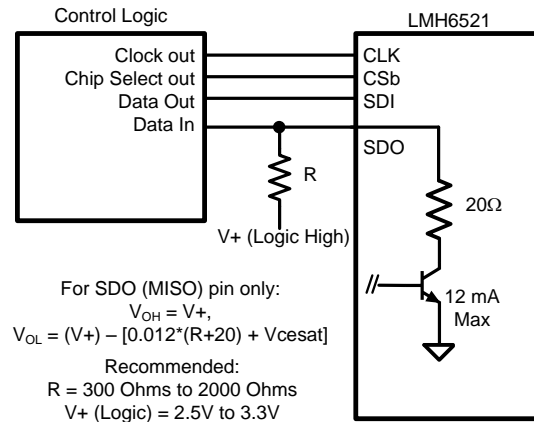 Control Logic
LMH6521
Clock out
CLK
Chip Select out
CSb
Data Out
SDI
Data In
SDO
R
20Ω
V+ (Logic High)
12 mA
Max
For SDO (MISO) pin only:
VOH = V+,
VOL = (V+) – [0.012*(R+20) + Vcesat]
Recommended:
R = 300 Ohms to 2000 Ohms
V+ (Logic) = 2.5V to 3.3V